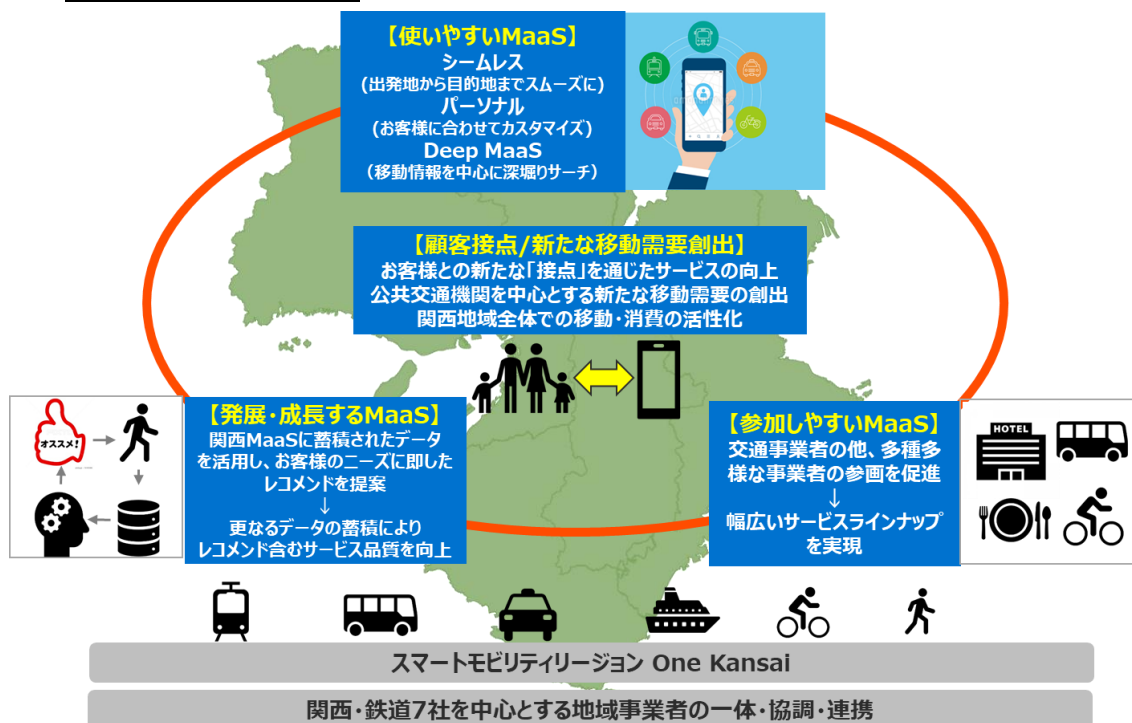 【使いやすいMaaS】
シームレス
(出発地から目的地までスムーズに)
パーソナル
(お客様に合わせてカスタマイズ)
Deep MaaS
（移動情報を中心に深堀りサーチ）
【顧客接点/新たな移動需要創出】
お客様との新たな「接点」を通じたサービスの向上
公共交通機関を中心とする新たな移動需要の創出
関西地域全体での移動・消費の活性化
オススメ!
【発展・成長するMaaS】
関西MaaSに蓄積されたデータ
を活用し、お客様のニーズに即した
レコメンドを提案
↓
更なるデータの蓄積により
レコメンド含むサービス品質を向上
【参加しやすいMaaS】
交通事業者の他、多種多
様な事業者の参画を促進
↓
幅広いサービスラインナップ
を実現
HOTEL
スマートモビリティリージョン One Kansai
関西・鉄道7社を中心とする地域事業者の一体・協調・連携